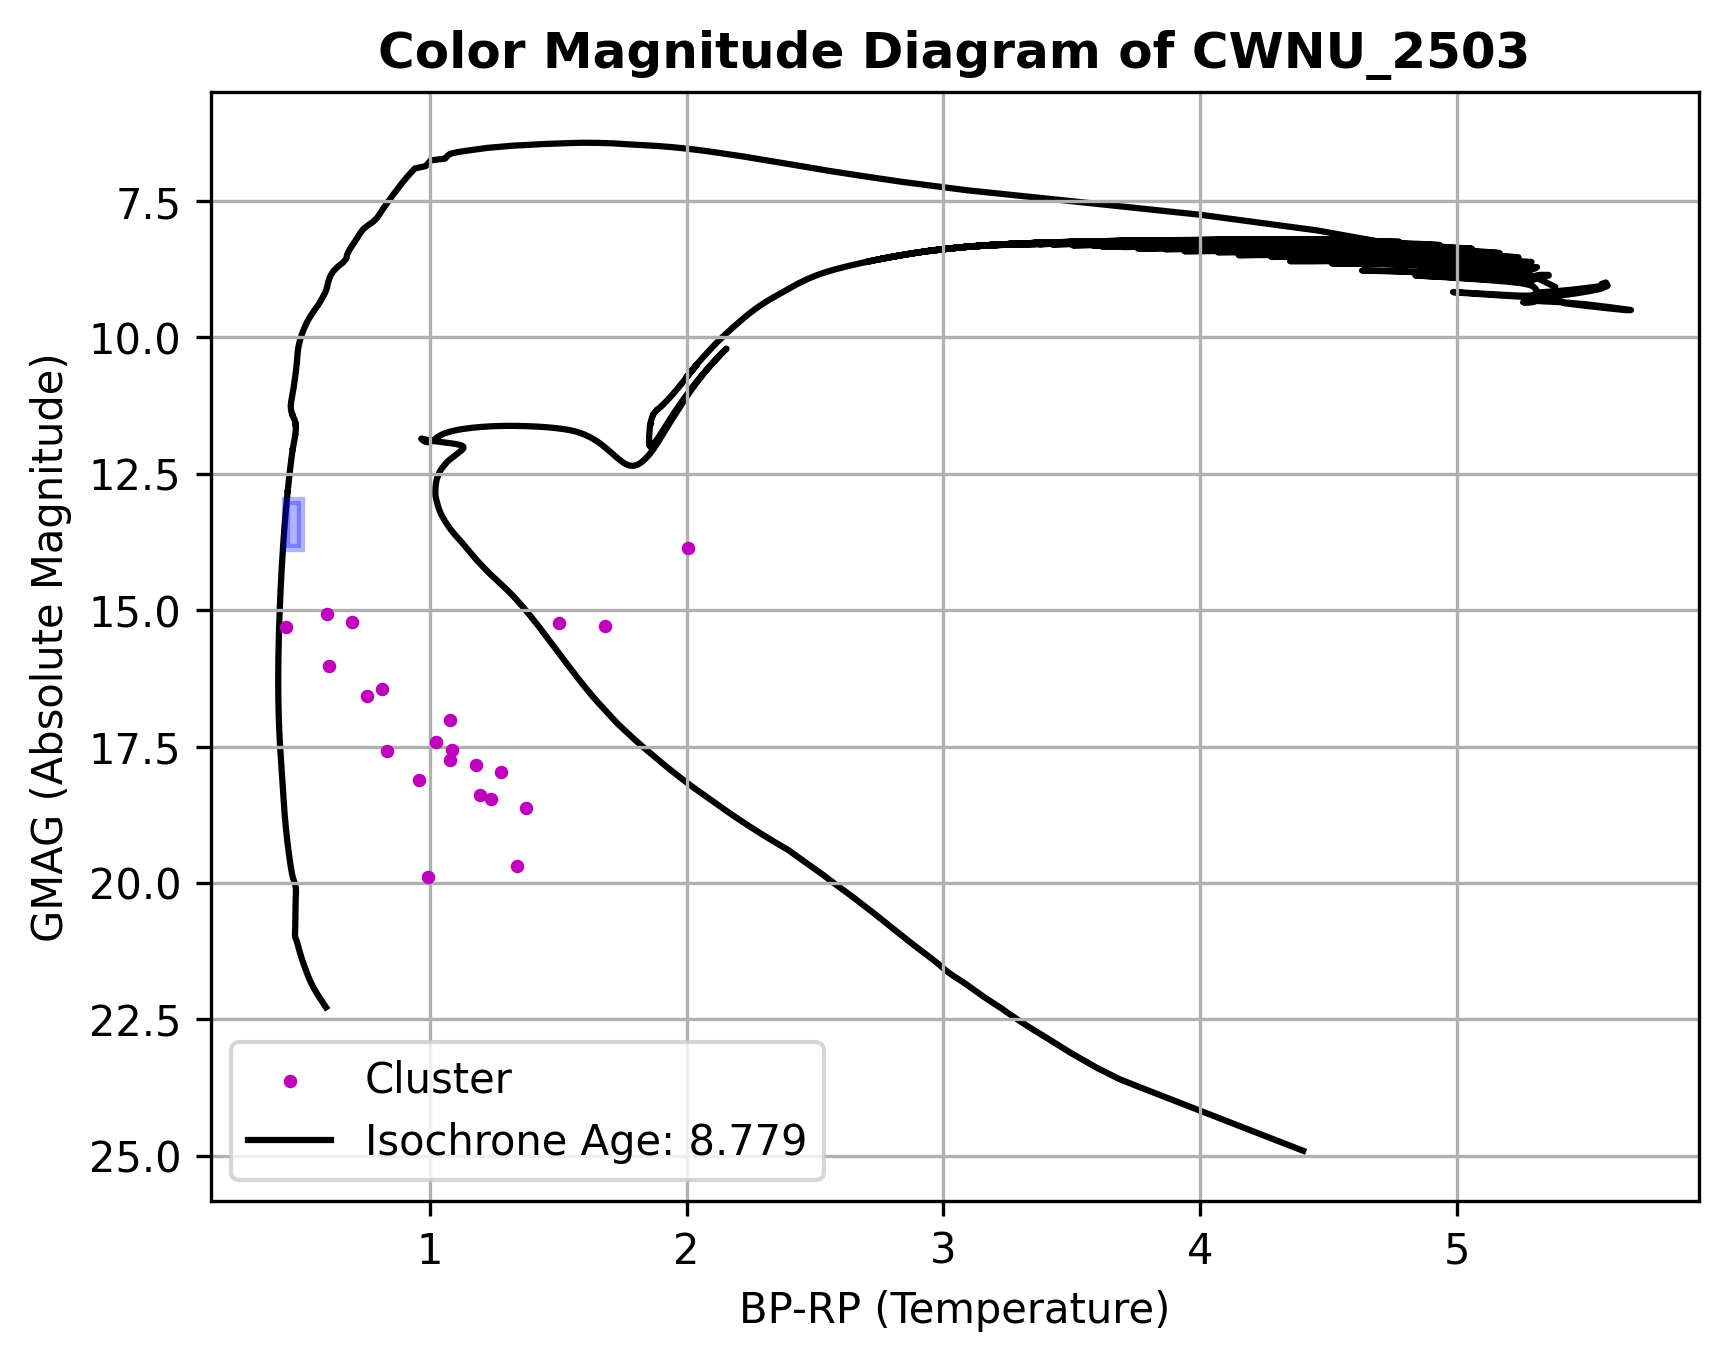 Color Magnitude Diagram of CWNU_2503
GMAG (Absolute Magnitude)
7.5
10.0
12.5
15.0
17.5
20.0
22.5
25.0
Cluster
Isochrone Age: 8.779
1 2 3 4 5
BP-RP (Temperature)